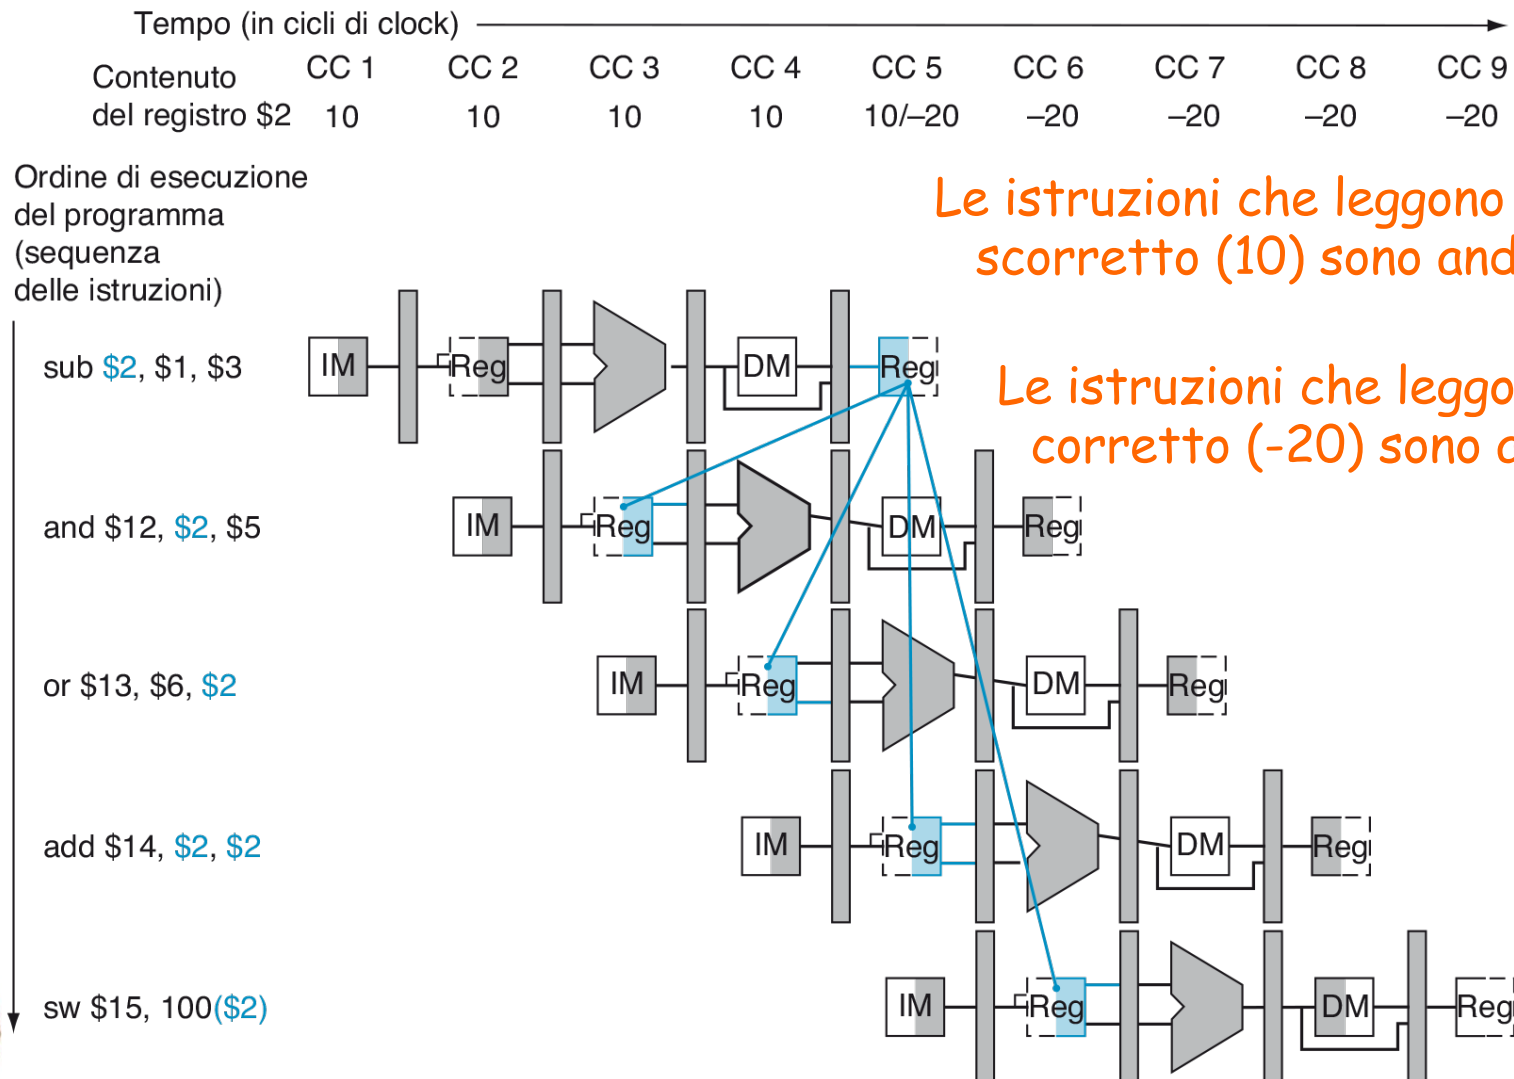 Tempo (in cicli di clock)
Contenuto del registro $2
CC 1 CC 2 CC 3 CC 4 CC 5 CC 6 CC 7 CC 8 CC 9
10 10 10 10 10/–20 –20 –20 –20 –20
Ordine di esecuzione
del programma
(sequenza
delle istruzioni)
Le istruzioni che leggono
scorretto (10) sono and
Le istruzioni che leggo
corretto (-20) sono
sub $2, $1, $3
IM Reg DM Reg
and $12, $2, $5
IM Reg DM Reg
or $13, $6, $2
IM Reg DM Reg
add $14, $2, $2
IM Reg DM Reg
sw $15, 100($2)
IM Reg DM Reg